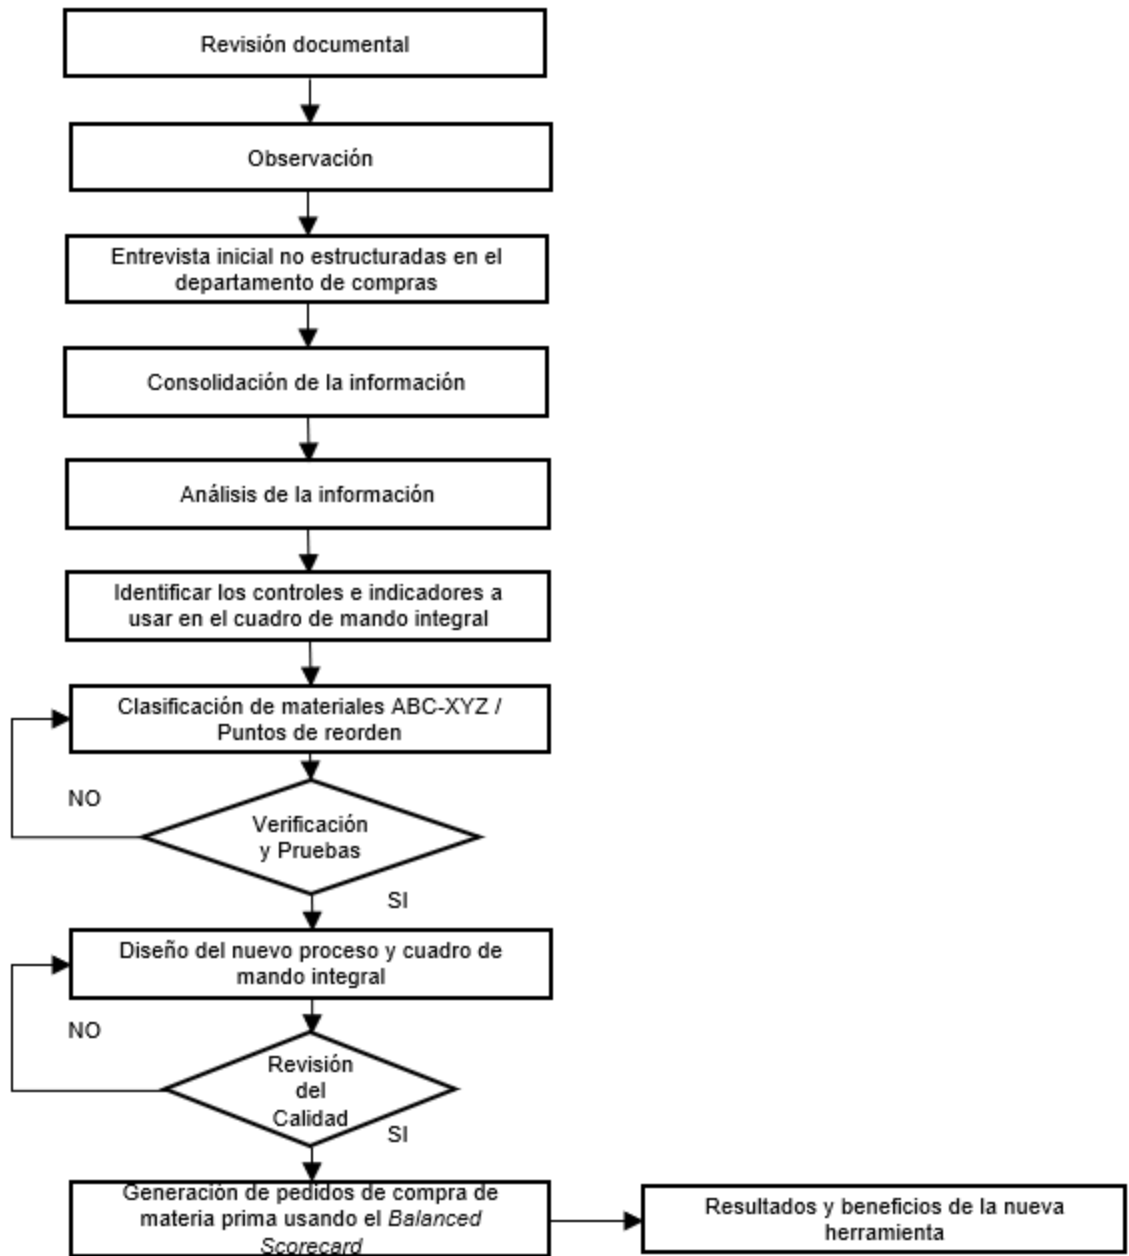 Revisión documental
Observación
Entrevista inicial no estructuradas en el
departamento de compras
Consolidación de la información
Análisis de la información
Identificar los controles e indicadores a
usar en el cuadro de mando integral
Clasificación de materiales ABC-XYZ /
Puntos de reorden
NO
Verificación
y Pruebas
SI
Diseño del nuevo proceso y cuadro de
mando integral
NO
Revisión
del
Calidad
SI
Generación de pedidos de compra de
materia prima usando el Balanced
Scorecard
Resultados y beneficios de la nueva
herramienta